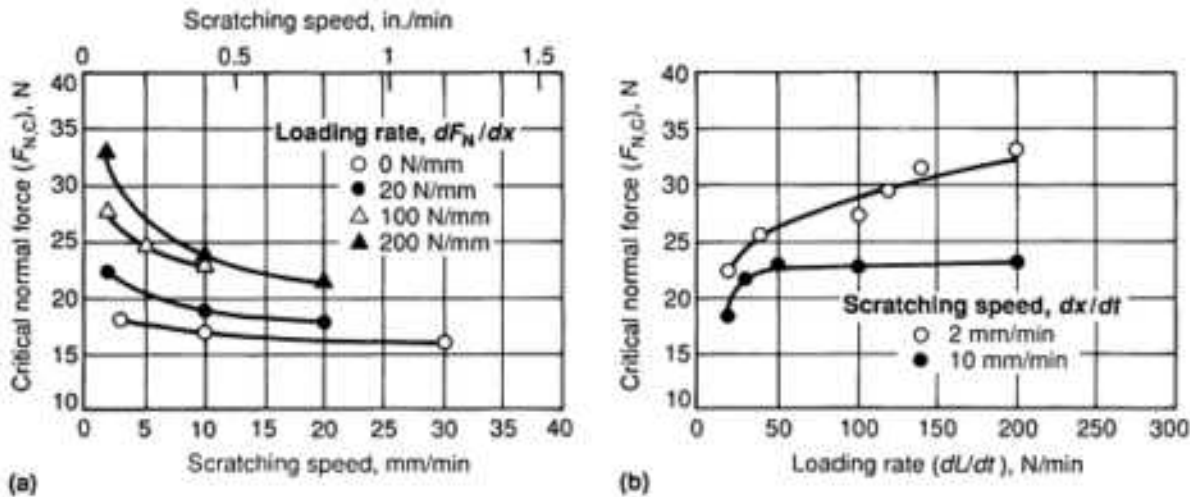 Scratching speed, in./min
0 0.5 1 1.5
Critical normal force (F_N,C), N
40
35
30
25
20
15
10
Loading rate, dF_N/dx
0 N/mm
20 N/mm
100 N/mm
200 N/mm
0 5 10 15 20 25 30 35 40
Scratching speed, mm/min
(a)
Critical normal force (F_N,C), N
40
35
30
25
20
15
10
Scratching speed, dx/dt
2 mm/min
10 mm/min
0 50 100 150 200 250 300
Loading rate (dL/dt), N/min
(b)